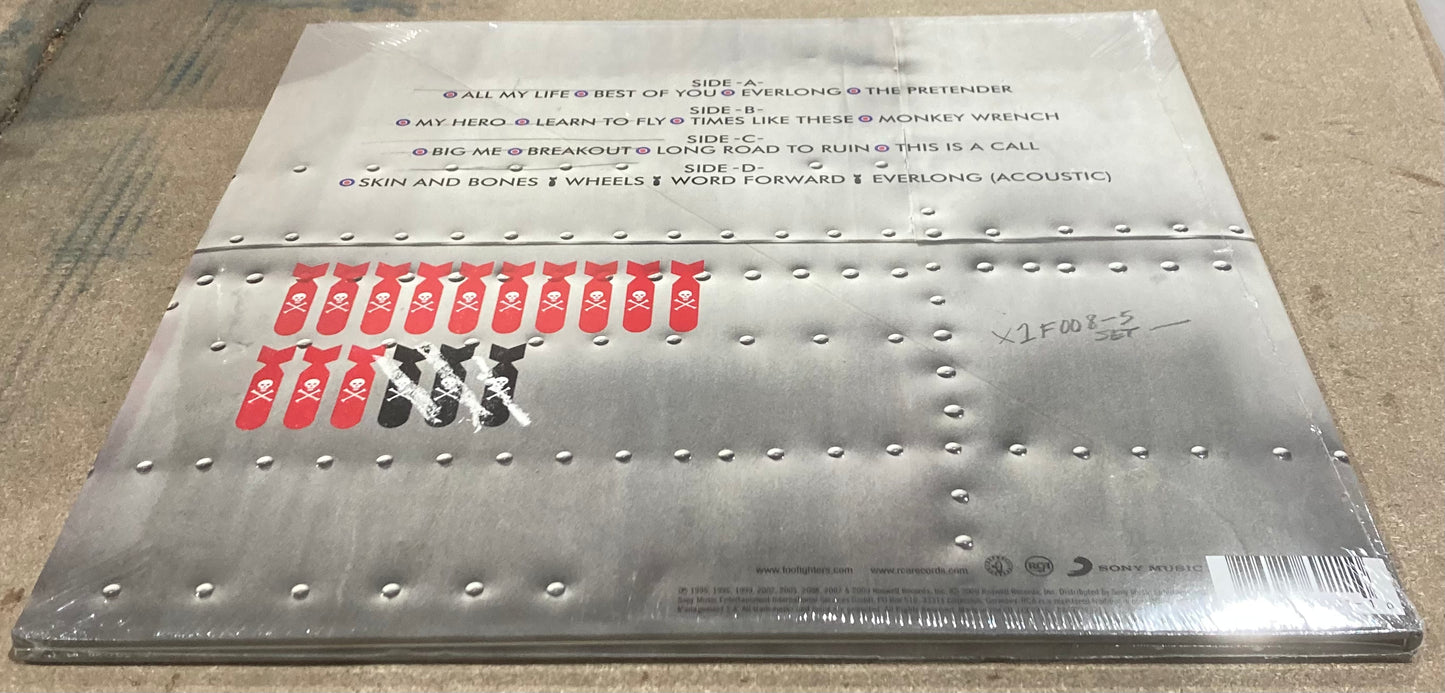 SIDE -A-
ALL MY LIFE BEST OF YOU EVERLONG THE PRETENDER
SIDE -B-
MY HERO LEARN TO FLY TIMES LIKE THESE MONKEY WRENCH
SIDE -C-
BIG ME BREAKOUT LONG ROAD TO RUIN THIS IS A CALL
SIDE -D-
SKIN AND BONES WHEELS WORD FORWARD EVERLONG (ACOUSTIC)
X1F008-5
SET
www.foofighters.com www.rcarecords.com RCA SONY MUSIC